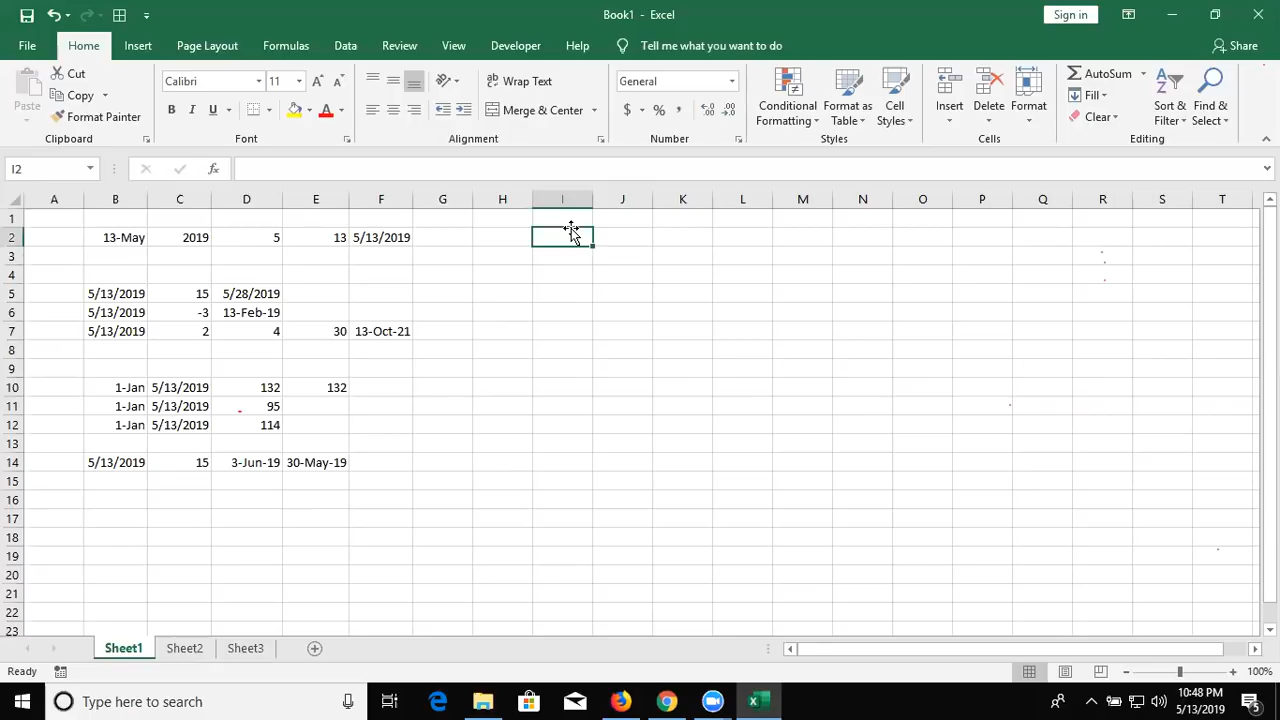 Book1 - Excel
Sign in
File Home Insert Page Layout Formulas Data Review View Developer Help Tell me what you want to do Share
Paste
Cut
Copy
Format Painter
Clipboard
Calibri 11
B I U
Font
Wrap Text
Merge & Center
Alignment
General
$ % ,
Number
Conditional Formatting
Format as Table
Cell Styles
Styles
Insert Delete Format
Cells
AutoSum
Fill
Clear
Sort & Filter
Find & Select
Editing
I2 fx
A B C D E F G H I J K L M N O P Q R S T
1
2 13-May 2019 5 13 5/13/2019
3
4
5 5/13/2019 15 5/28/2019
6 5/13/2019 -3 13-Feb-19
7 5/13/2019 2 4 30 13-Oct-21
8
9
10 1-Jan 5/13/2019 132 132
11 1-Jan 5/13/2019 95
12 1-Jan 5/13/2019 114
13
14 5/13/2019 15 3-Jun-19 30-May-19
15
16
17
18
19
20
21
22
23
Sheet1 Sheet2 Sheet3
Ready 100%
Type here to search
10:48 PM
5/13/2019
5